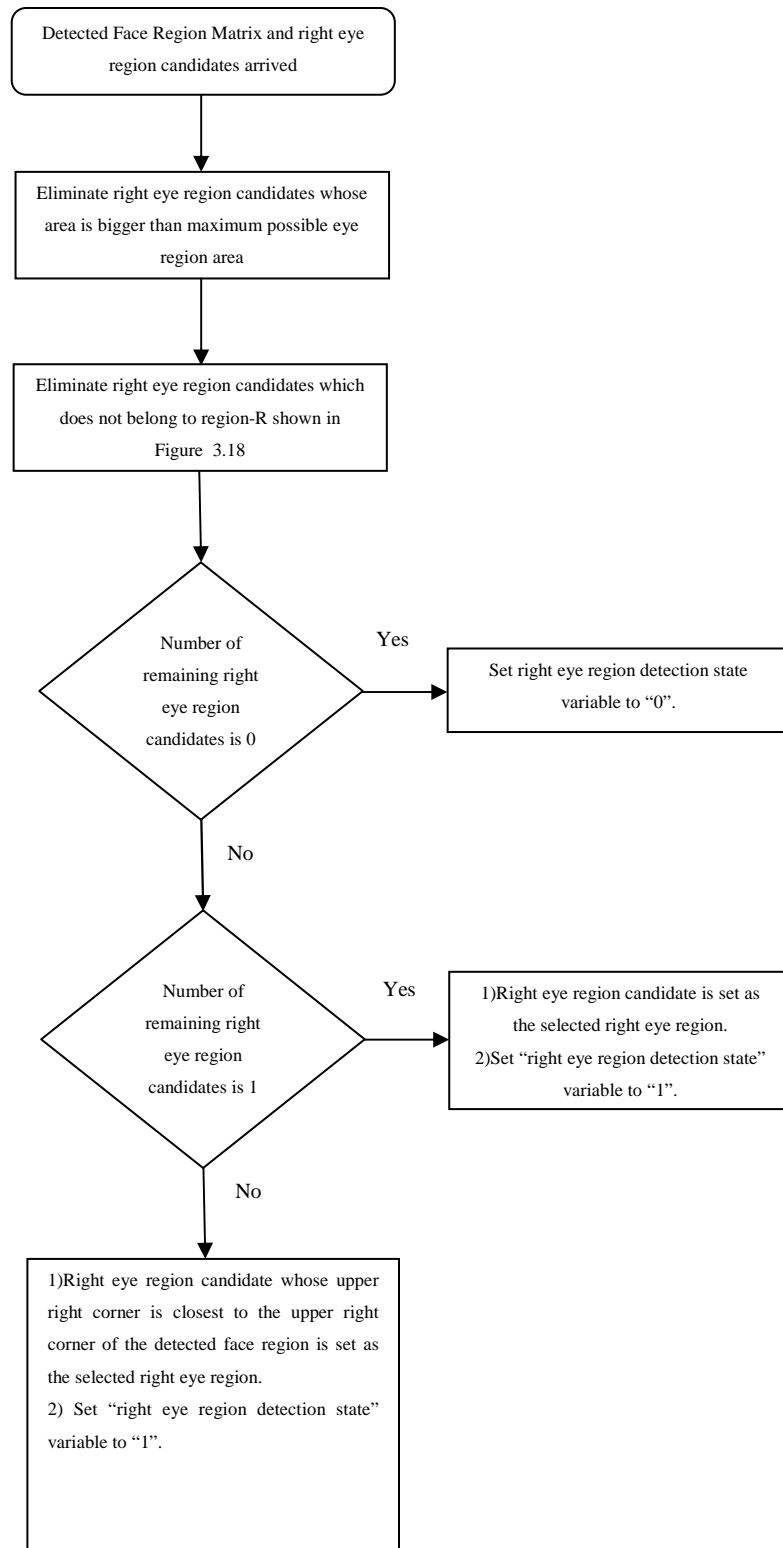 Detected Face Region Matrix and right eye
region candidates arrived
Eliminate right eye region candidates whose
area is bigger than maximum possible eye
region area
Eliminate right eye region candidates which
does not belong to region-R shown in
Figure 3.18
Number of
remaining right
eye region
candidates is 0
Yes
Set right eye region detection state
variable to “0”.
No
Number of
remaining right
eye region
candidates is 1
Yes
1)Right eye region candidate is set as
the selected right eye region.
2)Set “right eye region detection state”
variable to “1”.
No
1)Right eye region candidate whose upper
right corner is closest to the upper right
corner of the detected face region is set as
the selected right eye region.
2) Set “right eye region detection state”
variable to “1”.